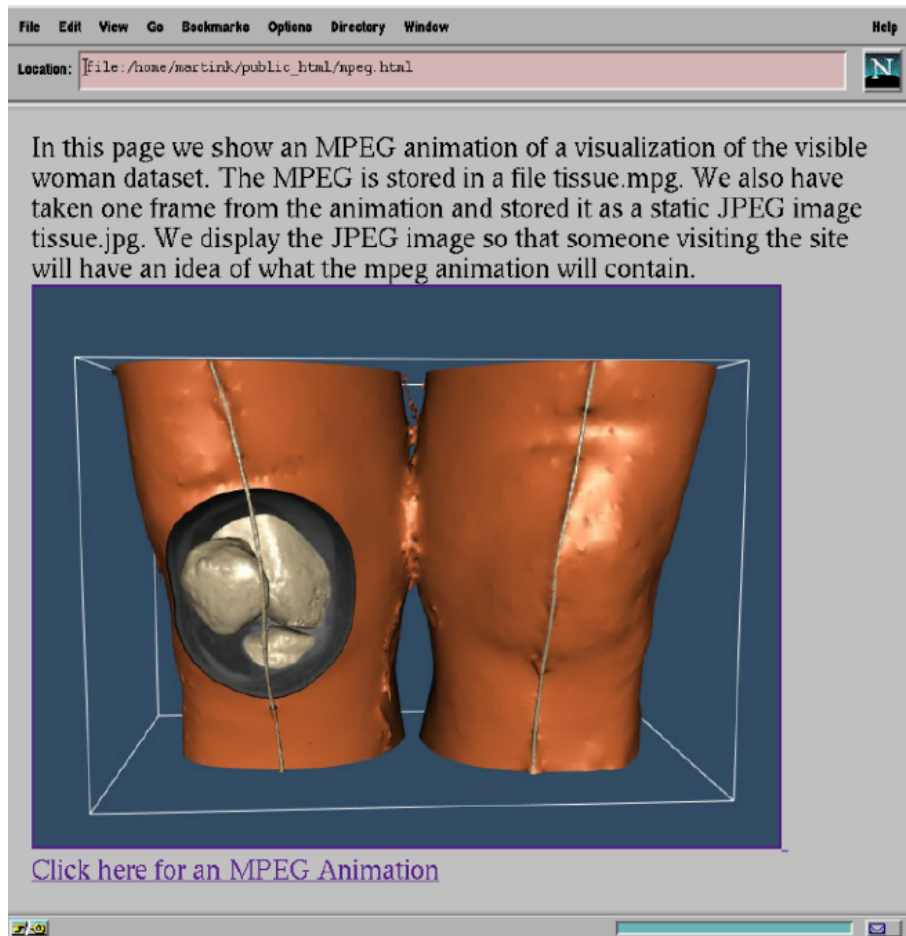 File Edit View Go Bookmarks Options Directory Window Help
Location: file:/home/martink/public_html/mpeg.html
N
In this page we show an MPEG animation of a visualization of the visible
woman dataset. The MPEG is stored in a file tissue.mpg. We also have
taken one frame from the animation and stored it as a static JPEG image
tissue.jpg. We display the JPEG image so that someone visiting the site
will have an idea of what the mpeg animation will contain.
Click here for an MPEG Animation